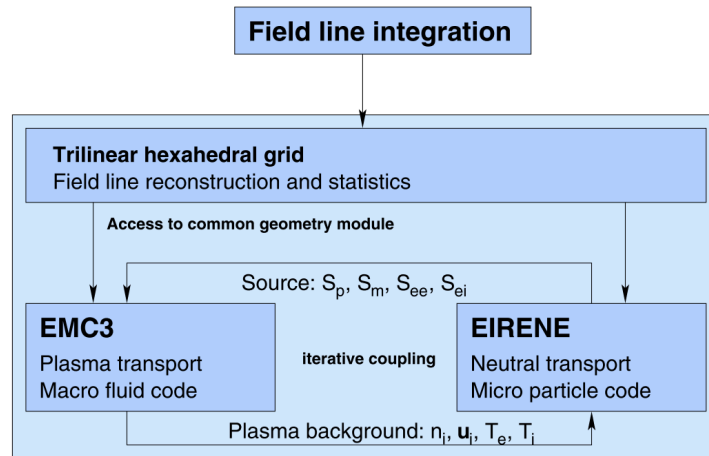 Field line integration
Trilinear hexahedral grid
Field line reconstruction and statistics
Access to common geometry module
Source: Sp, Sm, See, Sei
EMC3
Plasma transport
Macro fluid code
iterative coupling
EIRENE
Neutral transport
Micro particle code
Plasma background: ni, ui, Te, Ti